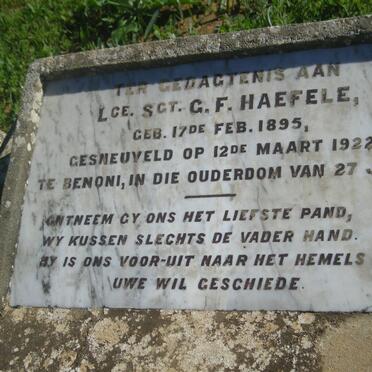 TER GEDAGTENIS AAN
LCE. SGT. G. F. HAEFELE,
GEB. 17DE FEB. 1895,
GESNEUVELD OP 12DE MAART 1922
TE BENONI, IN DIE OUDERDOM VAN 27
ONTNEEM GY ONS HET LIEFSTE PAND,
WY KUSSEN SLECHTS DE VADER HAND.
HY IS ONS VOOR-UIT NAAR HET HEMELS
UWE WIL GESCHIEDE.